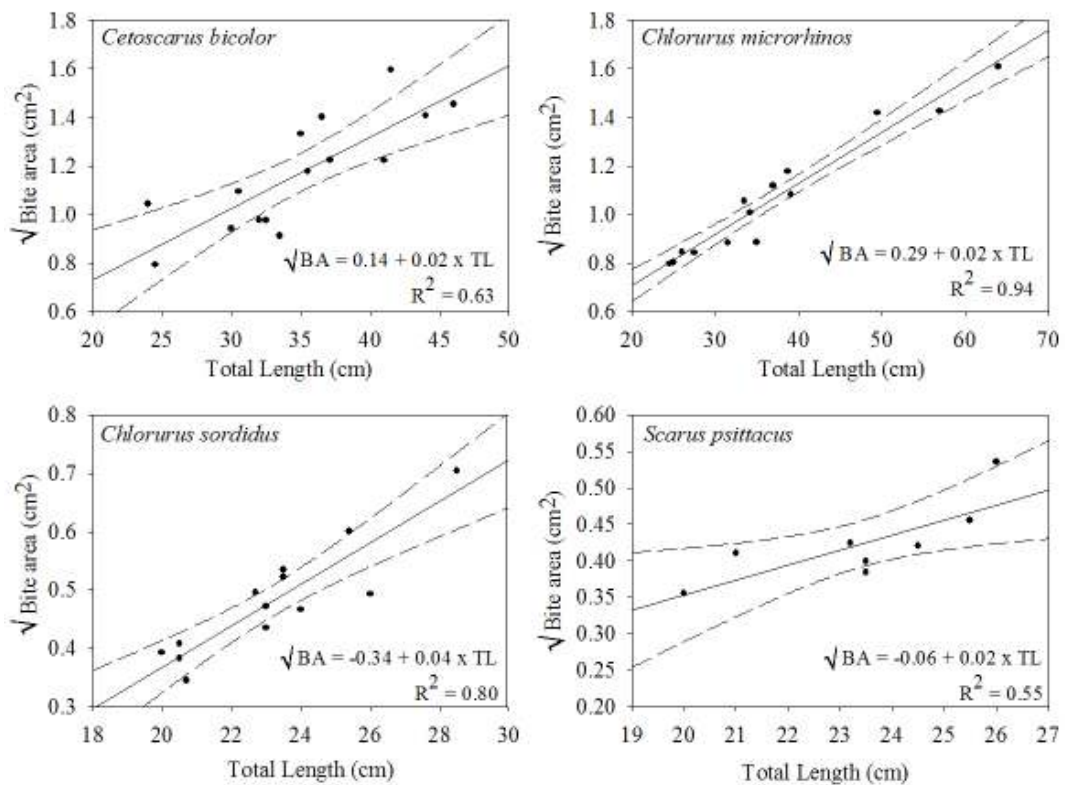 Cetoscarus bicolor
√Bite area (cm²)
1.8
1.6
1.4
1.2
1.0
0.8
0.6
√BA = 0.14 + 0.02 x TL
R² = 0.63
20 25 30 35 40 45 50
Total Length (cm)
Chlorurus microrhinos
√Bite area (cm²)
1.8
1.6
1.4
1.2
1.0
0.8
0.6
√BA = 0.29 + 0.02 x TL
R² = 0.94
20 30 40 50 60 70
Total Length (cm)
Chlorurus sordidus
√Bite area (cm²)
0.8
0.7
0.6
0.5
0.4
0.3
√BA = -0.34 + 0.04 x TL
R² = 0.80
18 20 22 24 26 28 30
Total Length (cm)
Scarus psittacus
√Bite area (cm²)
0.60
0.55
0.50
0.45
0.40
0.35
0.30
0.25
0.20
√BA = -0.06 + 0.02 x TL
R² = 0.55
19 20 21 22 23 24 25 26 27
Total Length (cm)